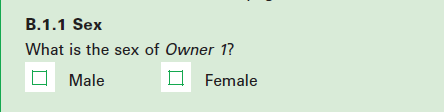 B.1.1 Sex
What is the sex of Owner 1?
Male Female